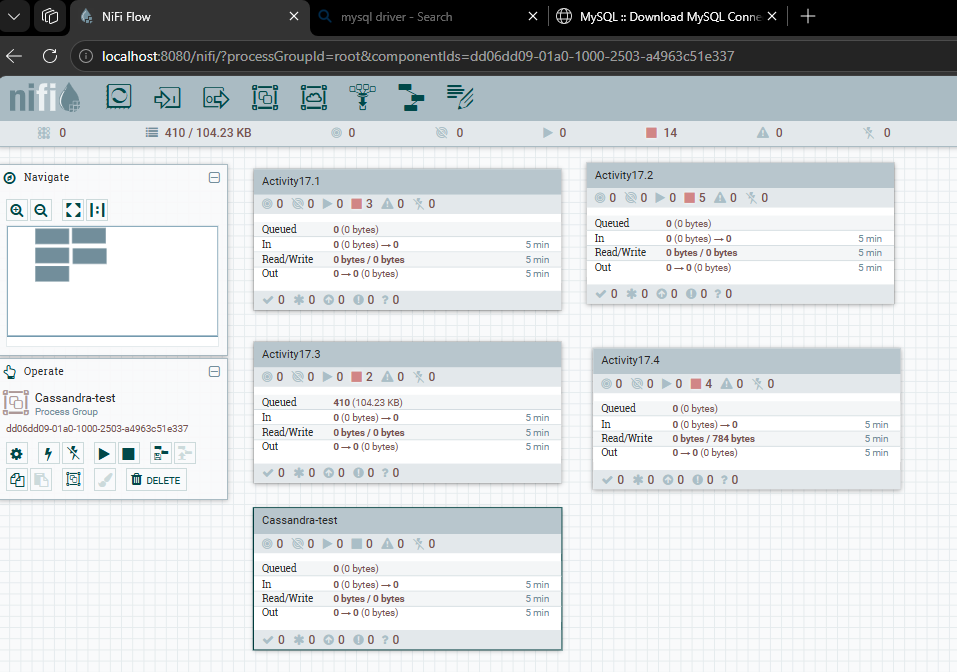 NiFi Flow
mysql driver - Search
MySQL :: Download MySQL Conne
localhost:8080/nifi/?processGroupId=root&componentIds=dd06dd09-01a0-1000-2503-a4963c51e337
nifi
0 410 / 104.23 KB 0 0 0 14 0 0
Navigate
Operate
Cassandra-test
Process Group
dd06dd09-01a0-1000-2503-a4963c51e337
DELETE
Activity17.1
0 0 0 3 0 0
Queued 0 (0 bytes)
In 0 (0 bytes) → 0 5 min
Read/Write 0 bytes / 0 bytes 5 min
Out 0 → 0 (0 bytes) 5 min
0 0 0 0 ? 0
Activity17.2
0 0 0 5 0 0
Queued 0 (0 bytes)
In 0 (0 bytes) → 0 5 min
Read/Write 0 bytes / 0 bytes 5 min
Out 0 → 0 (0 bytes) 5 min
0 0 0 0 ? 0
Activity17.3
0 0 0 2 0 0
Queued 410 (104.23 KB)
In 0 (0 bytes) → 0 5 min
Read/Write 0 bytes / 0 bytes 5 min
Out 0 → 0 (0 bytes) 5 min
0 0 0 0 ? 0
Activity17.4
0 0 0 4 0 0
Queued 0 (0 bytes)
In 0 (0 bytes) → 0 5 min
Read/Write 0 bytes / 784 bytes 5 min
Out 0 → 0 (0 bytes) 5 min
0 0 0 0 ? 0
Cassandra-test
0 0 0 0 0 0
Queued 0 (0 bytes)
In 0 (0 bytes) → 0 5 min
Read/Write 0 bytes / 0 bytes 5 min
Out 0 → 0 (0 bytes) 5 min
0 0 0 0 ? 0